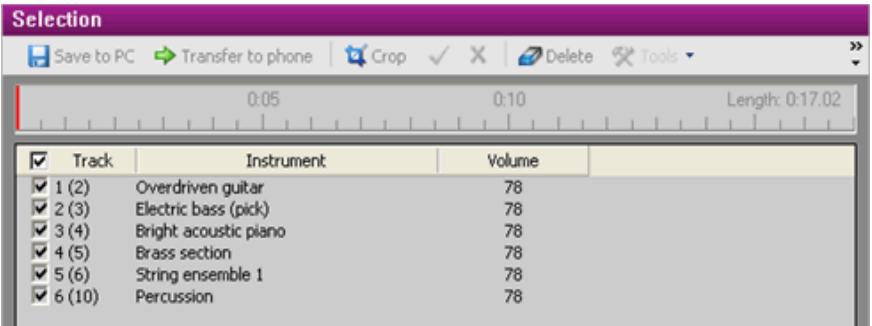 Selection
Save to PC Transfer to phone Crop Delete Tools
0:05 0:10 Length: 0:17.02
Track Instrument Volume
1 (2) Overdriven guitar 78
2 (3) Electric bass (pick) 78
3 (4) Bright acoustic piano 78
4 (5) Brass section 78
5 (6) String ensemble 1 78
6 (10) Percussion 78